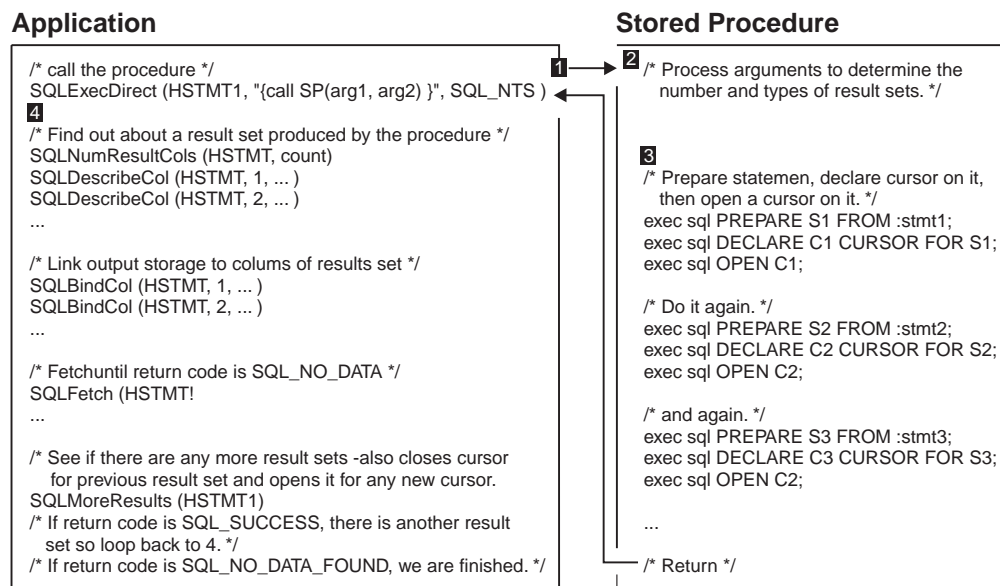 Application
/* call the procedure */
1
SQLExecDirect (HSTMT1, "{call SP(arg1, arg2) }", SQL_NTS )
4
/* Find out about a result set produced by the procedure */
SQLNumResultCols (HSTMT, count)
SQLDescribeCol (HSTMT, 1, ... )
SQLDescribeCol (HSTMT, 2, ... )
...
/* Link output storage to colums of results set */
SQLBindCol (HSTMT, 1, ... )
SQLBindCol (HSTMT, 2, ... )
...
/* Fetchuntil return code is SQL_NO_DATA */
SQLFetch (HSTMT!
...
/* See if there are any more result sets -also closes cursor
for previous result set and opens it for any new cursor.
SQLMoreResults (HSTMT1)
/* If return code is SQL_SUCCESS, there is another result
set so loop back to 4. */
/* If return code is SQL_NO_DATA_FOUND, we are finished. */
Stored Procedure
2
/* Process arguments to determine the
number and types of result sets. */
3
/* Prepare statemen, declare cursor on it,
then open a cursor on it. */
exec sql PREPARE S1 FROM :stmt1;
exec sql DECLARE C1 CURSOR FOR S1;
exec sql OPEN C1;
/* Do it again. */
exec sql PREPARE S2 FROM :stmt2;
exec sql DECLARE C2 CURSOR FOR S2;
exec sql OPEN C2;
/* and again. */
exec sql PREPARE S3 FROM :stmt3;
exec sql DECLARE C3 CURSOR FOR S3;
exec sql OPEN C2;
...
/* Return */